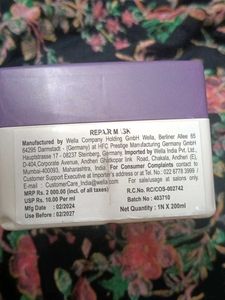 REPAIR MASK
Manufactured by Wella Company Holding GmbH Wella, Berliner Allee 65
64295 Darmstadt - (Germany) at HFC Prestige Manufacturing Germany GmbH
Hauptstrasse 17 - 08237 Steinberg, Germany. Imported by Wella India Pvt. Ltd.,
D-404,Corporate Avenue, Andheri Ghatkopar link Road, Chakala, Andheri (E),
Mumbai-400093, Maharashtra, India For Consumer Complaints contact to
Customer Support Executive at Importer's address or Tel No.: 022 8778 3999 /
E-mail : CustomerCare_India@wella.com For sale/usage at salons only.
MRP Rs. 2 000.00 (incl. of all taxes)
USP Rs. 10.00 Per ml
R.C.No. RC/COS-002742
Mfg Date : 02/2024
Batch No : 403710
Use Before : 02/2027
Net Quantity : 1N X 200ml